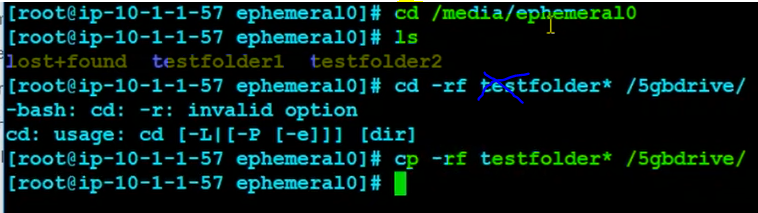 [root@ip-10-1-1-57 ephemeral0]# cd /media/ephemeral0
[root@ip-10-1-1-57 ephemeral0]# ls
lost+found  testfolder1  testfolder2
[root@ip-10-1-1-57 ephemeral0]# cd -rf testfolder* /5gbdrive/
-bash: cd: -r: invalid option
cd: usage: cd [-L|[-P [-e]]] [dir]
[root@ip-10-1-1-57 ephemeral0]# cp -rf testfolder* /5gbdrive/
[root@ip-10-1-1-57 ephemeral0]#